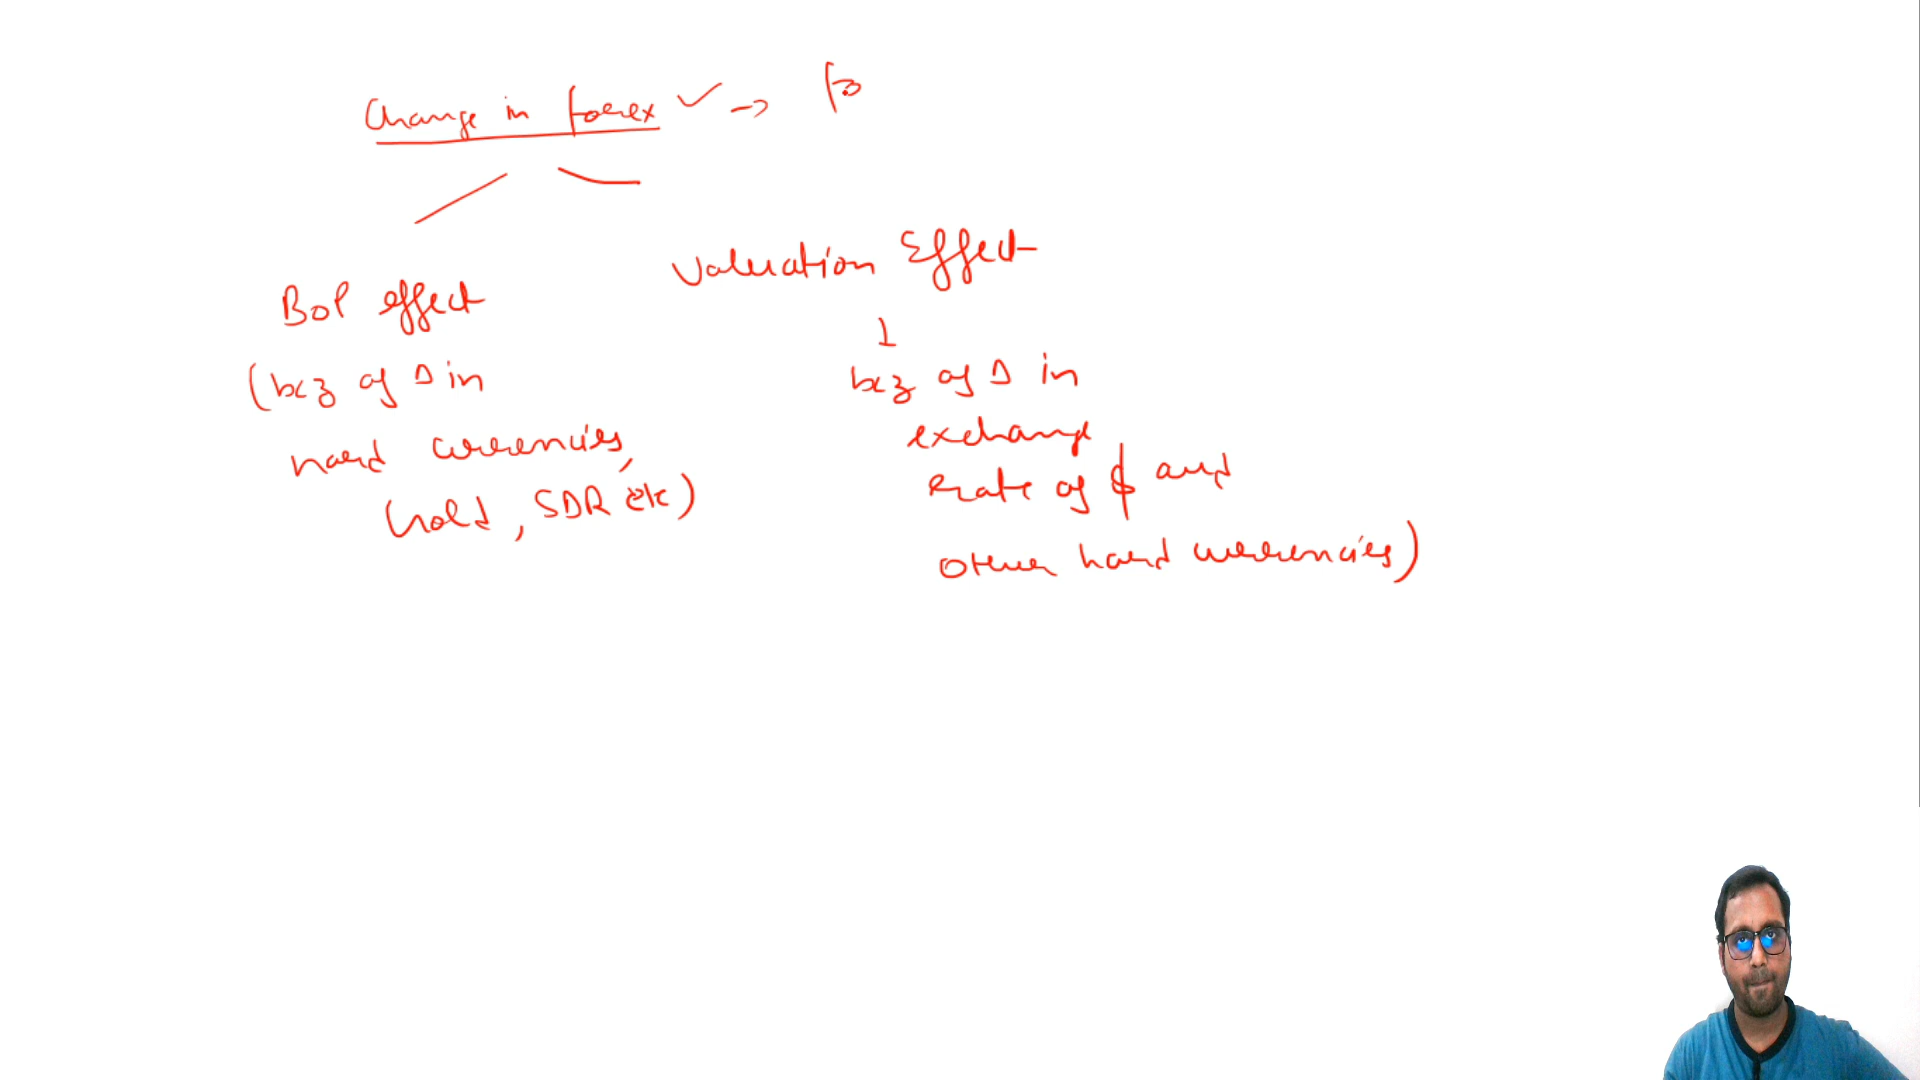 Change in forex ✓ →
BoP effect
(bcz of Δ in
hard currencies,
Gold, SDR etc)
Valuation Effect
↓
bcz of Δ in
exchange
rate of $ and
other hard currencies)